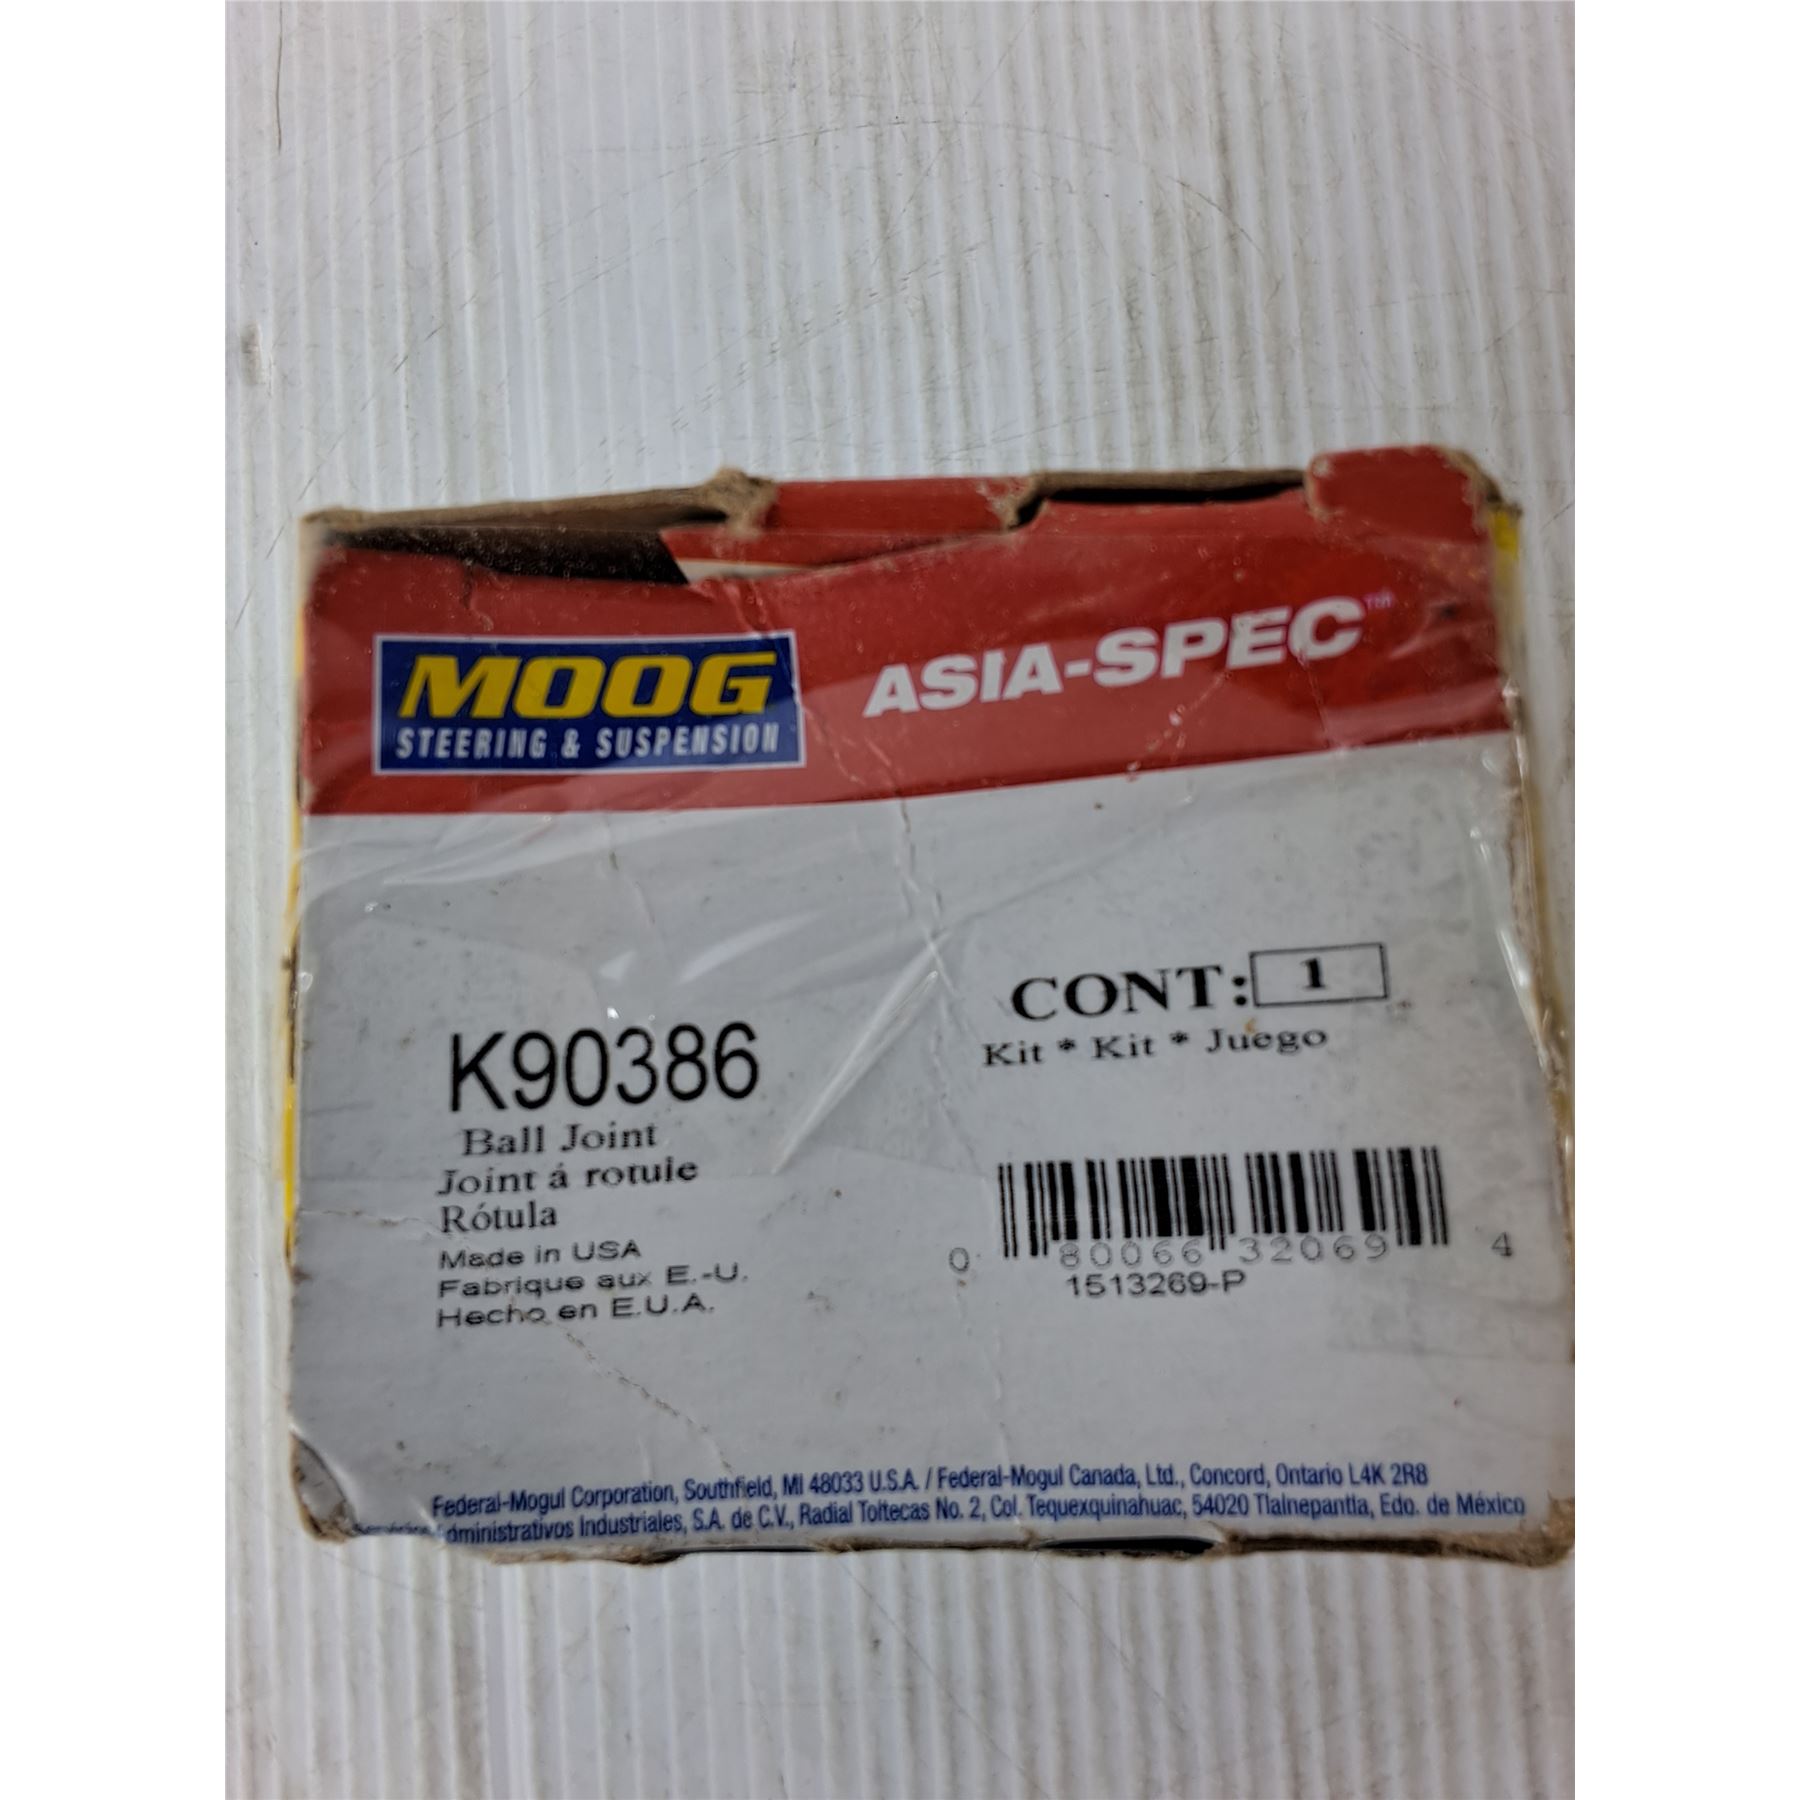 MOOG
STEERING & SUSPENSION
ASIA-SPEC™
CONT: 1
Kit * Kit * Juego
K90386
Ball Joint
Joint á rotule
Rótula
Made in USA
Fabrique aux E.-U.
Hecho en E.U.A.
0 80066 32069 4
1513269-P
Federal-Mogul Corporation, Southfield, MI 48033 U.S.A. / Federal-Mogul Canada, Ltd., Concord, Ontario L4K 2R8
Administrativos Industriales, S.A. de C.V., Radial Toltecas No. 2, Col. Tequexquinahuac, 54020 Tlalnepantla, Edo. de México